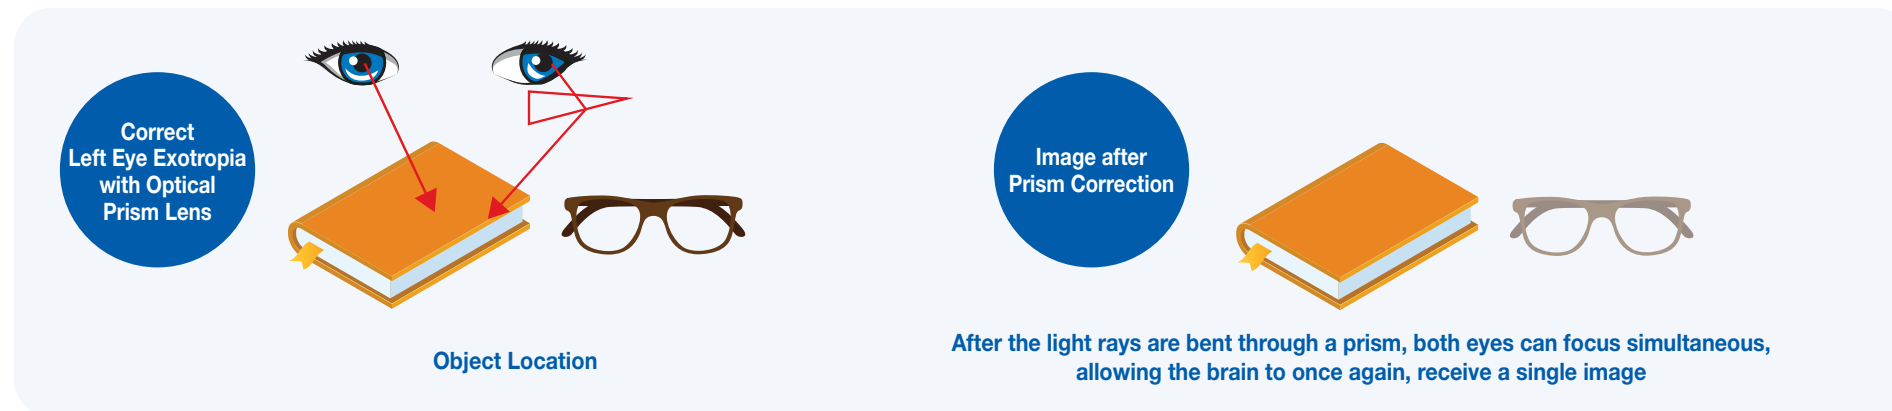 Correct
Left Eye Exotropia
with Optical
Prism Lens
Object Location
Image after
Prism Correction
After the light rays are bent through a prism, both eyes can focus simultaneous,
allowing the brain to once again, receive a single image